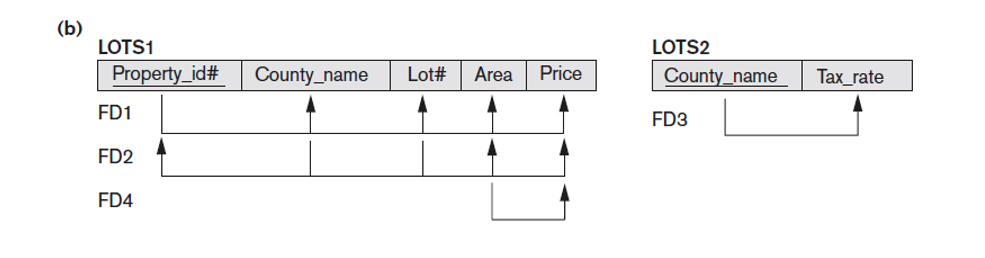 (b)
LOTS1
Property_id# County_name Lot# Area Price
FD1
FD2
FD4
LOTS2
County_name Tax_rate
FD3